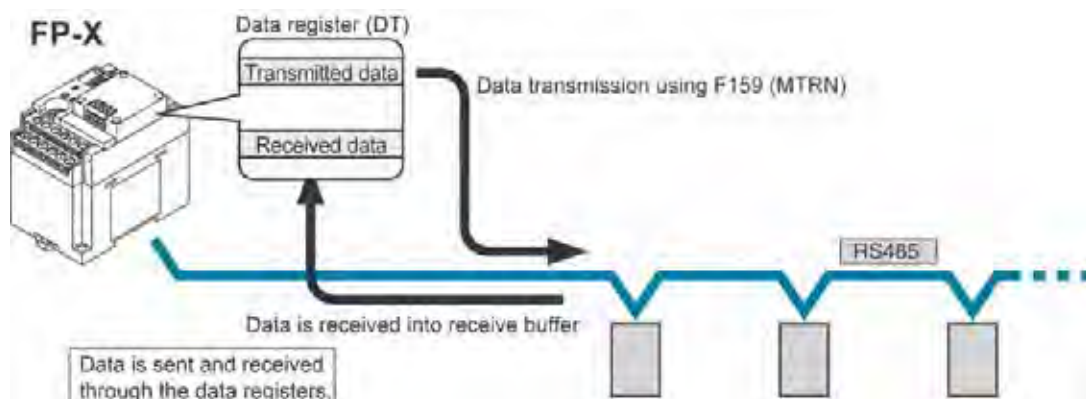 FP-X
Data register (DT)
Transmitted data
Data transmission using F159 (MTRN)
Received data
RS485
Data is received into receive buffer
Data is sent and received
through the data registers.